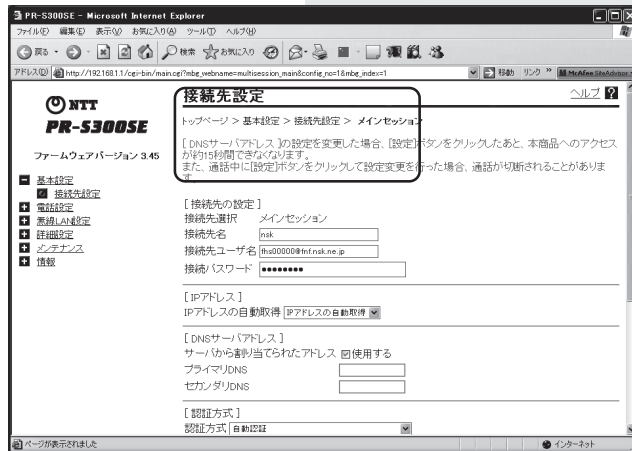 PR-S300SE - Microsoft Internet Explorer
ファイル(F) 編集(E) 表示(V) お気に入り(A) ツール(T) ヘルプ(H)
戻る 検索 お気に入り
アドレス(D) http://192.168.1.1/cgi-bin/main.cgi?mbg_webname=multisession_main&config_no=1&mbg_index=1 移動 リンク » McAfee SiteAdvisor
NTT
PR-S300SE
ファームウェアバージョン 3.45
基本設定
接続先設定
電話設定
無線LAN設定
詳細設定
メンテナンス
情報
接続先設定 ヘルプ ?
トップページ > 基本設定 > 接続先設定 > メインセッション
[ DNSサーバアドレス ]の設定を変更した場合、[設定]ボタンをクリックしたあと、本商品へのアクセス
が約15秒間できなくなります。
また、通話中に[設定]ボタンをクリックして設定変更を行った場合、通話が切断されることがありま
す。
[ 接続先の設定 ]
接続先選択 メインセッション
接続先名 nsk
接続先ユーザ名 fhs00000@fnf.nsk.ne.jp
接続パスワード ●●●●●●●●
[ IPアドレス ]
IPアドレスの自動取得 IPアドレスの自動取得
[ DNSサーバアドレス ]
サーバから割り当てられたアドレス 使用する
プライマリDNS
セカンダリDNS
[ 認証方式 ]
認証方式 自動認証
ページが表示されました インターネット